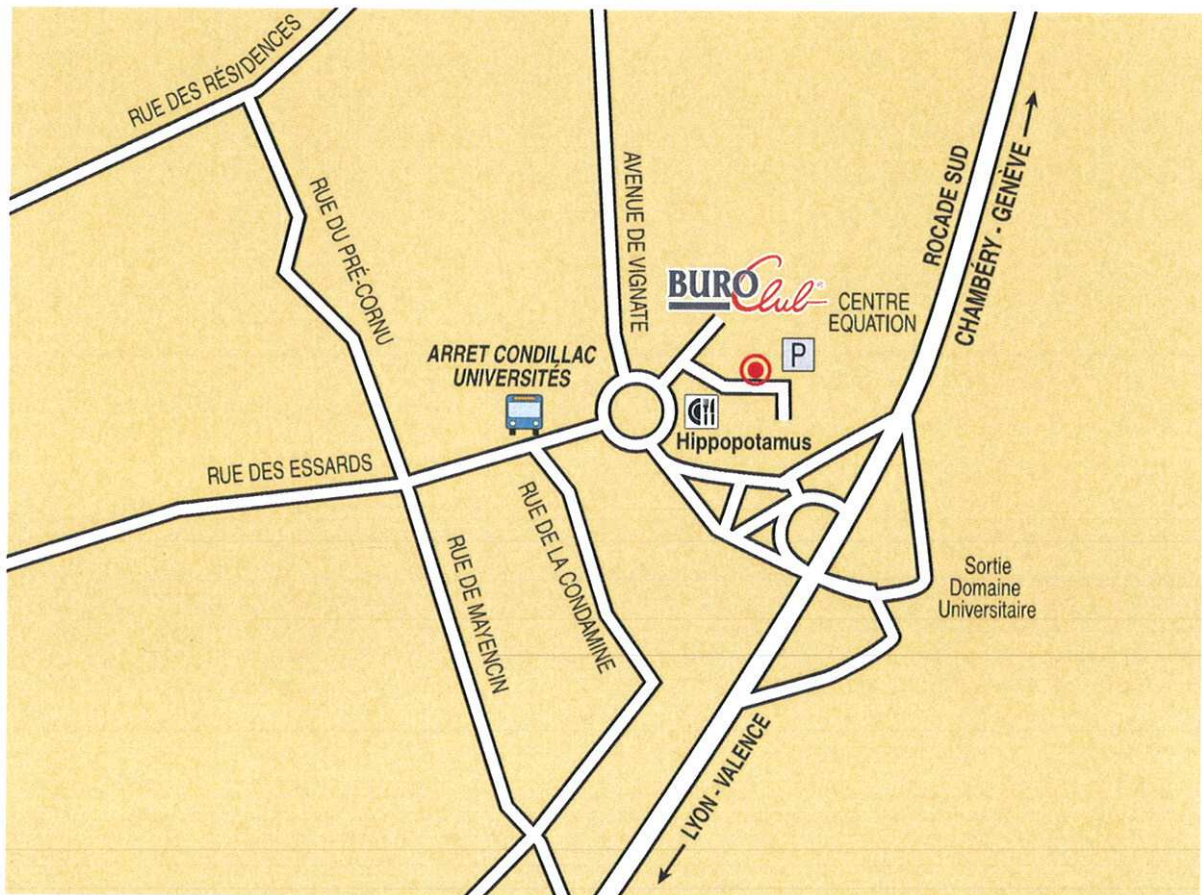 RUE DES RÉSIDENCES
RUE DU PRÉ-CORNU
AVENUE DE VIGNATE
ROCADE SUD
CHAMBÉRY - GENÈVE
BURO Club
CENTRE
EQUATION
P
ARRET CONDILLAC
UNIVERSITÉS
Hippopotamus
RUE DES ESSARDS
RUE DE MAYENCIN
RUE DE LA CONDAMINE
Sortie
Domaine
Universitaire
LYON - VALENCE